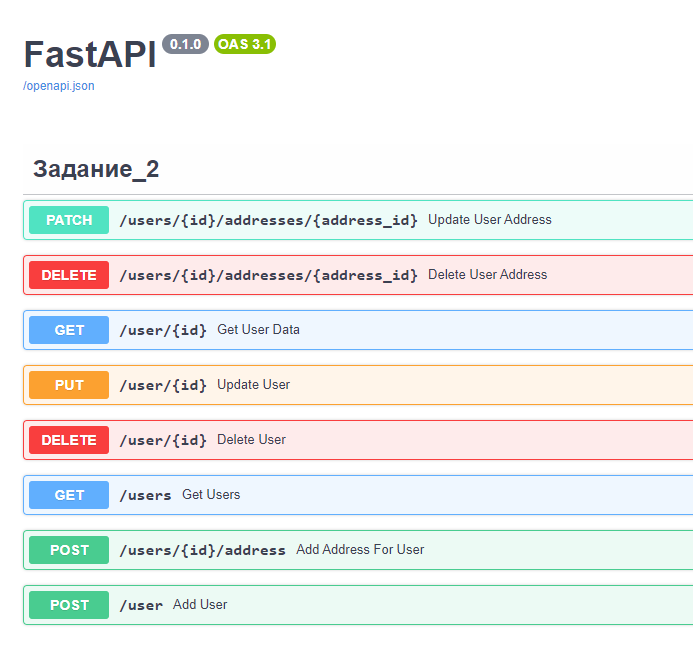 FastAPI 0.1.0 OAS 3.1
/openapi.json
Задание_2
PATCH /users/{id}/addresses/{address_id} Update User Address
DELETE /users/{id}/addresses/{address_id} Delete User Address
GET /user/{id} Get User Data
PUT /user/{id} Update User
DELETE /user/{id} Delete User
GET /users Get Users
POST /users/{id}/address Add Address For User
POST /user Add User